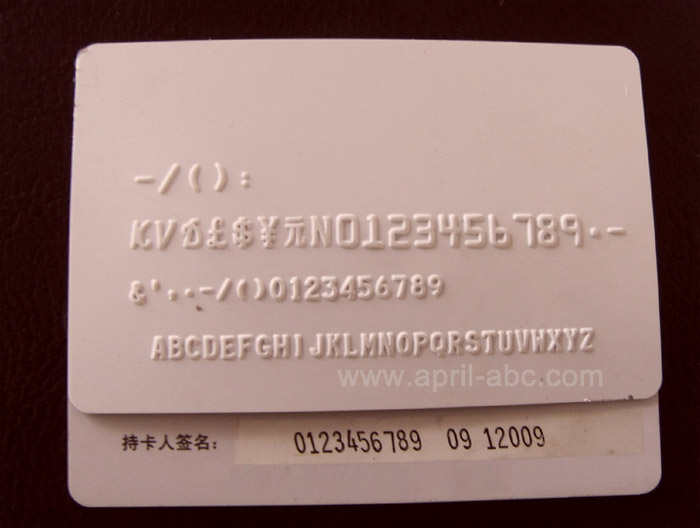 -/():
£$¥元NO123456789.-
&'.,.-/()0123456789
ABCDEFGHIJKLMNOPQRSTUVWXYZ
www.april-abc.com
持卡人签名: 0123456789 09 12009